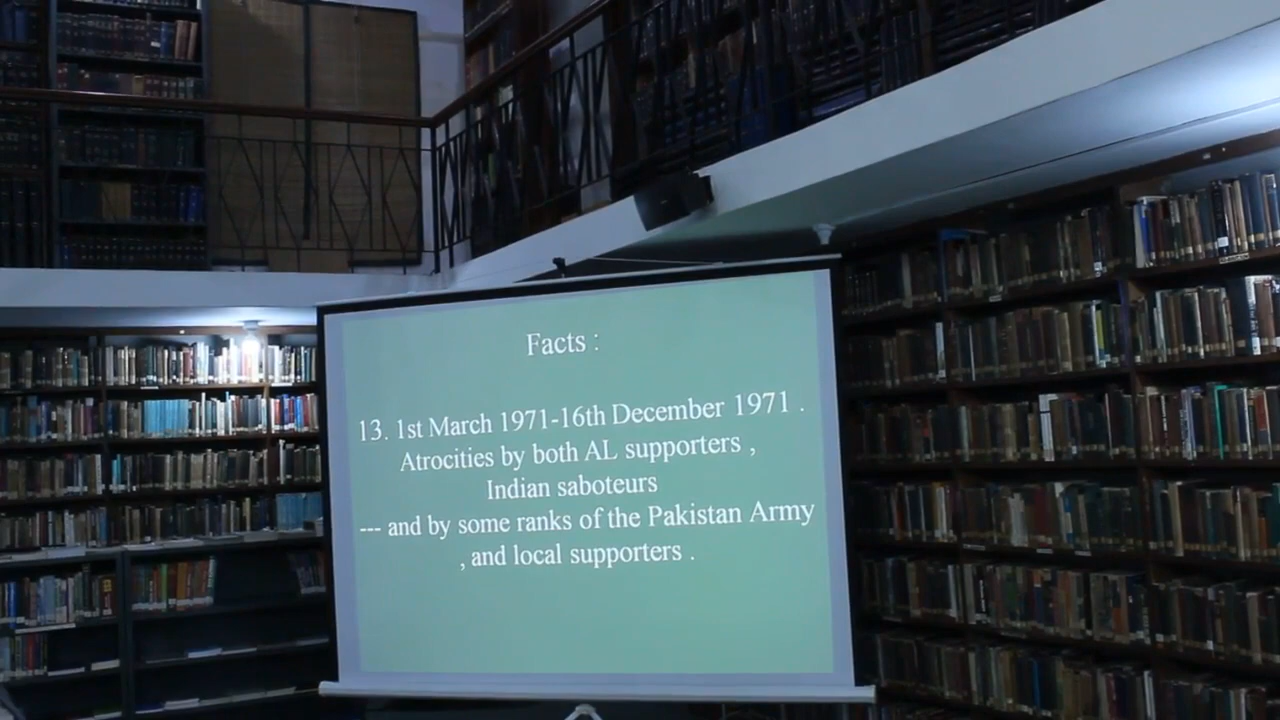 Facts :
13. 1st March 1971-16th December 1971 .
Atrocities by both AL supporters ,
Indian saboteurs
--- and by some ranks of the Pakistan Army
, and local supporters .